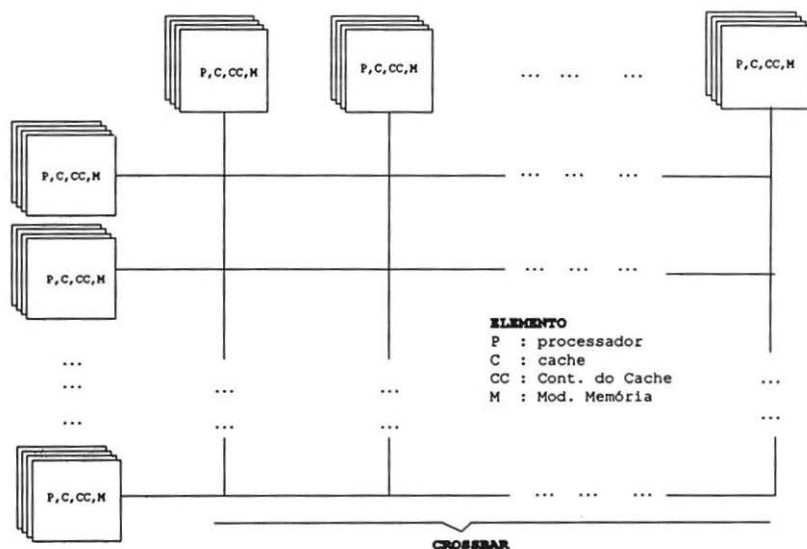 P,C,CC,M
P,C,CC,M
... ... ...
P,C,CC,M
P,C,CC,M
... ... ...
P,C,CC,M
... ... ...
ELEMENTO
P : processador
C : cache
CC : Cont. do Cache
M : Mod. Memória
...
...
...
...
...
...
...
...
...
P,C,CC,M
... ... ...
CROSSBAR